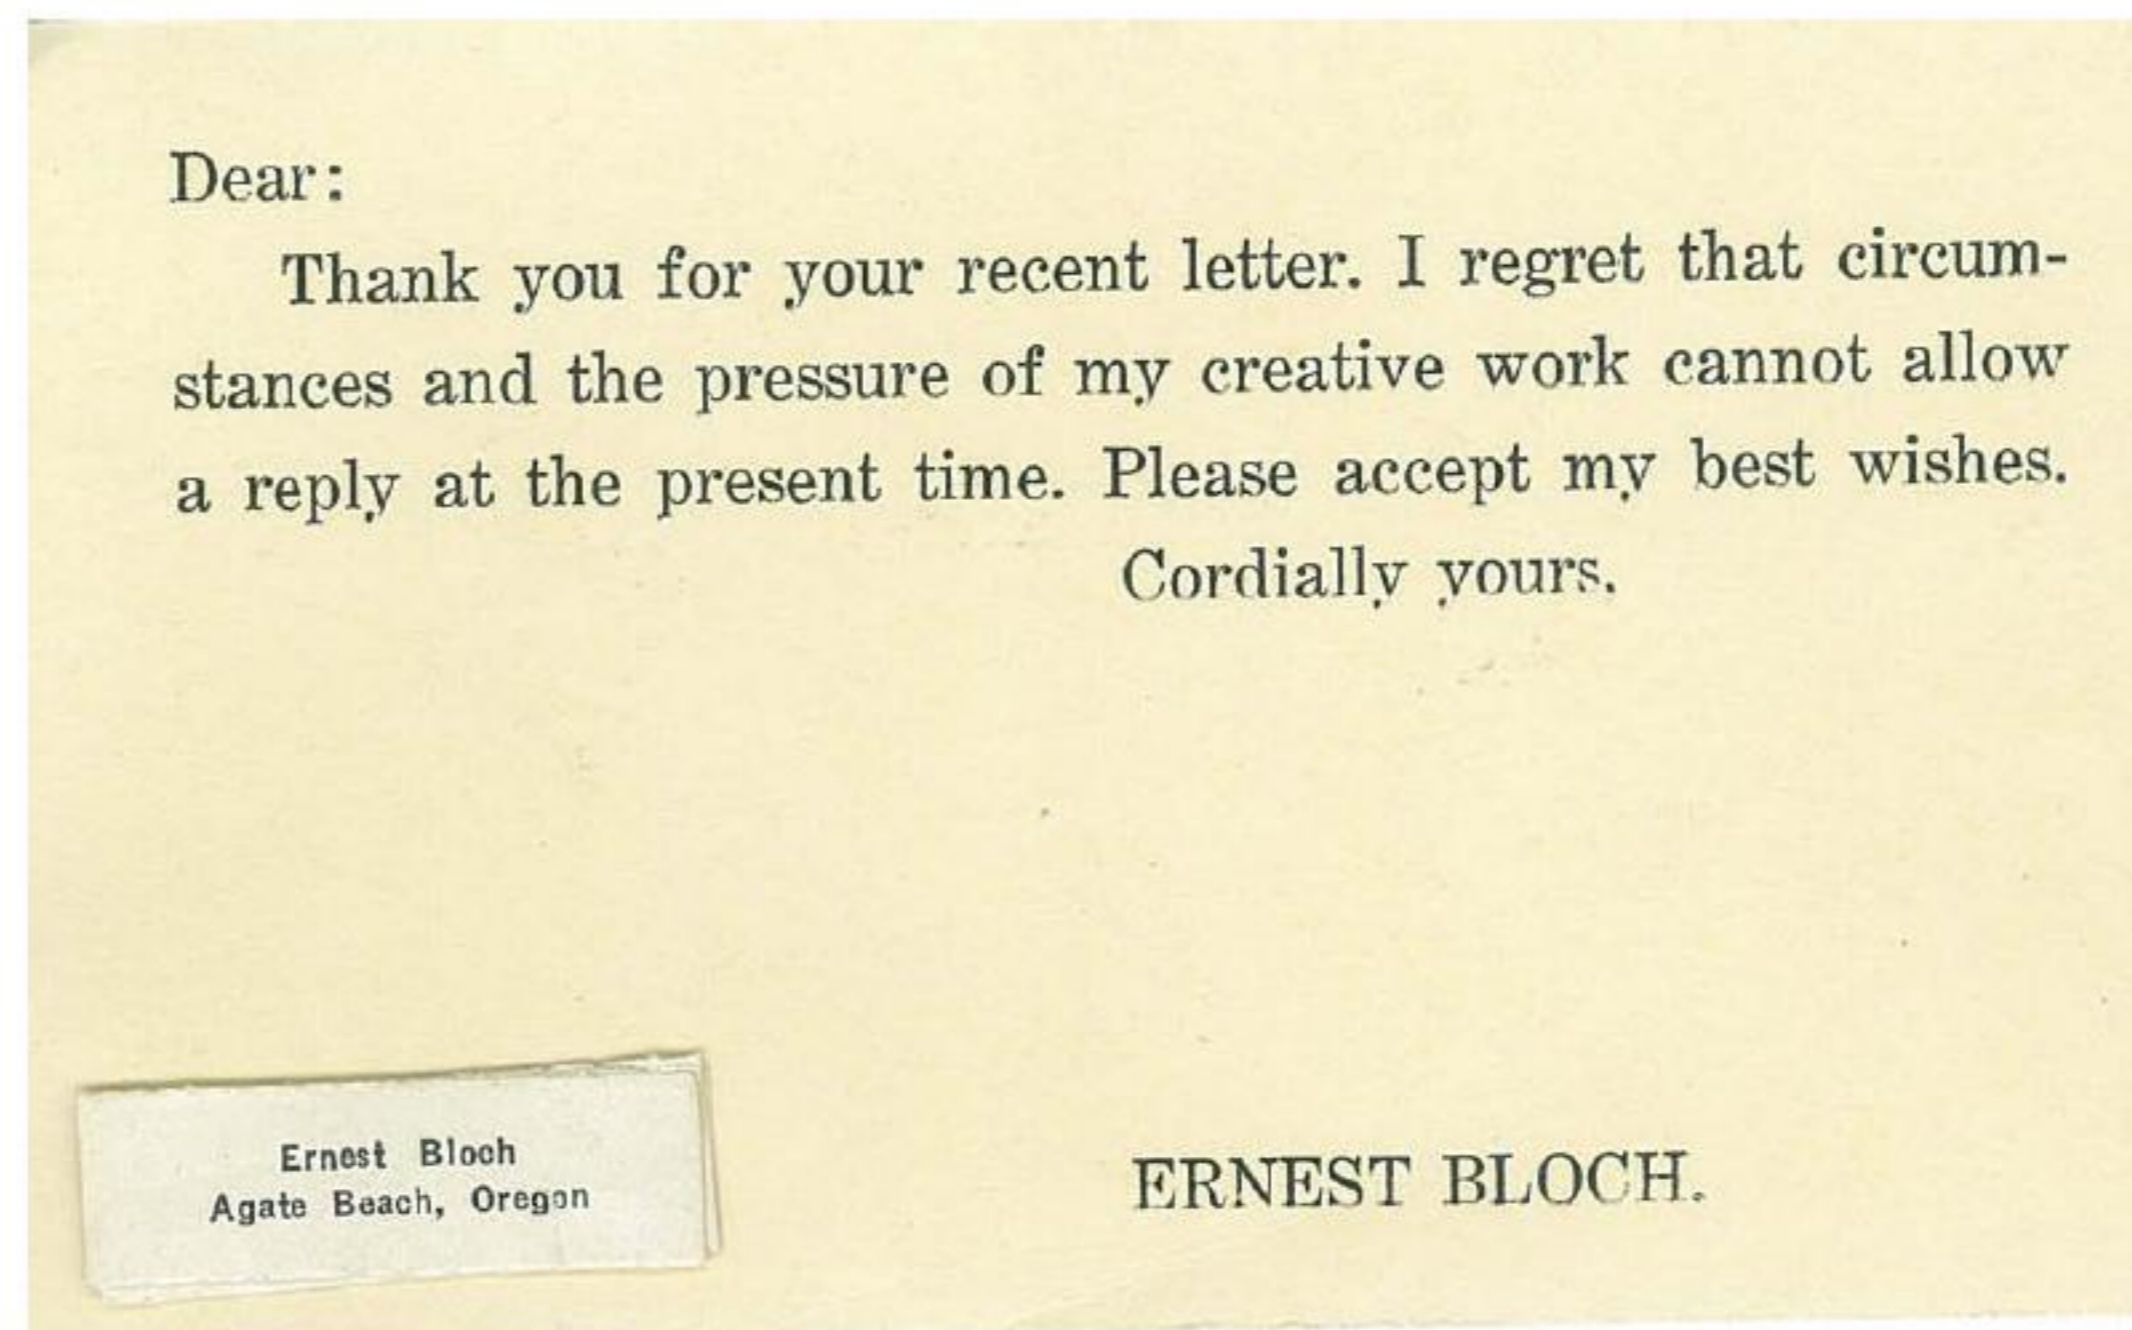 Dear:
Thank you for your recent letter. I regret that circum-
stances and the pressure of my creative work cannot allow
a reply at the present time. Please accept my best wishes.
Cordially yours.
ERNEST BLOCH.
Ernest Bloch
Agate Beach, Oregon